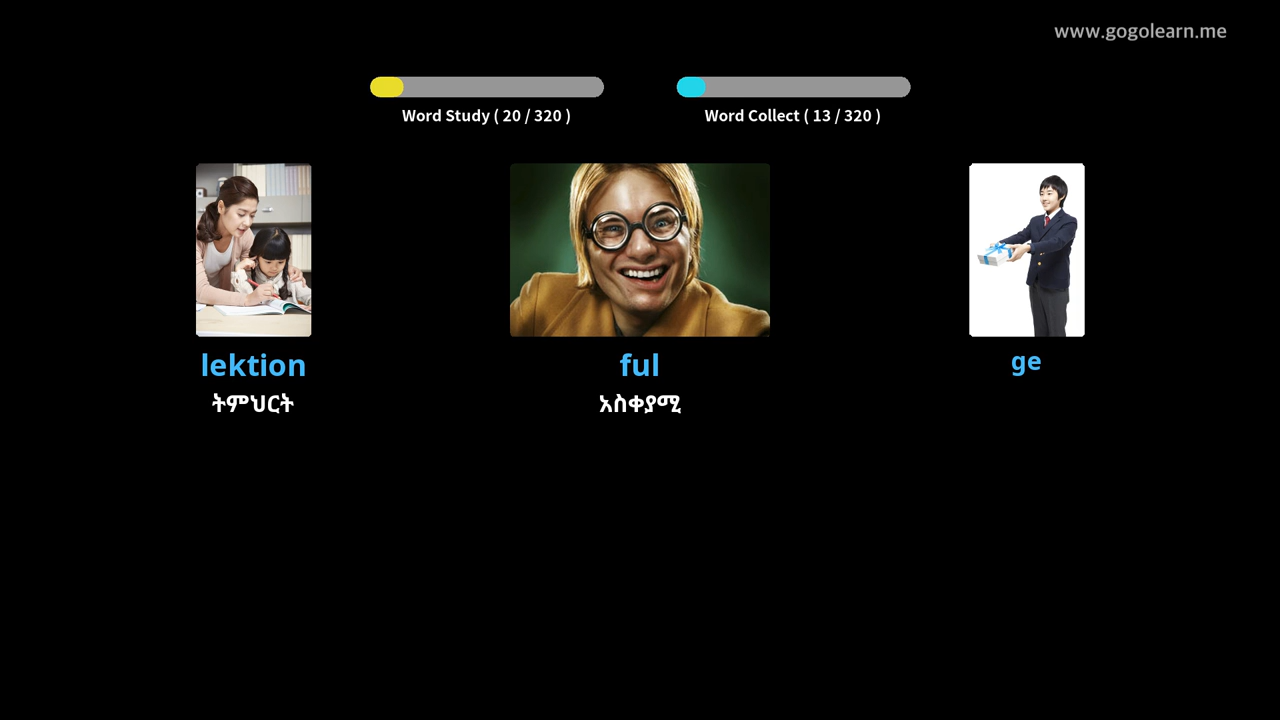 www.gogolearn.me
Word Study ( 20 / 320 )
Word Collect ( 13 / 320 )
lektion
ful
ge
ትምህርት
አስቀያሚ